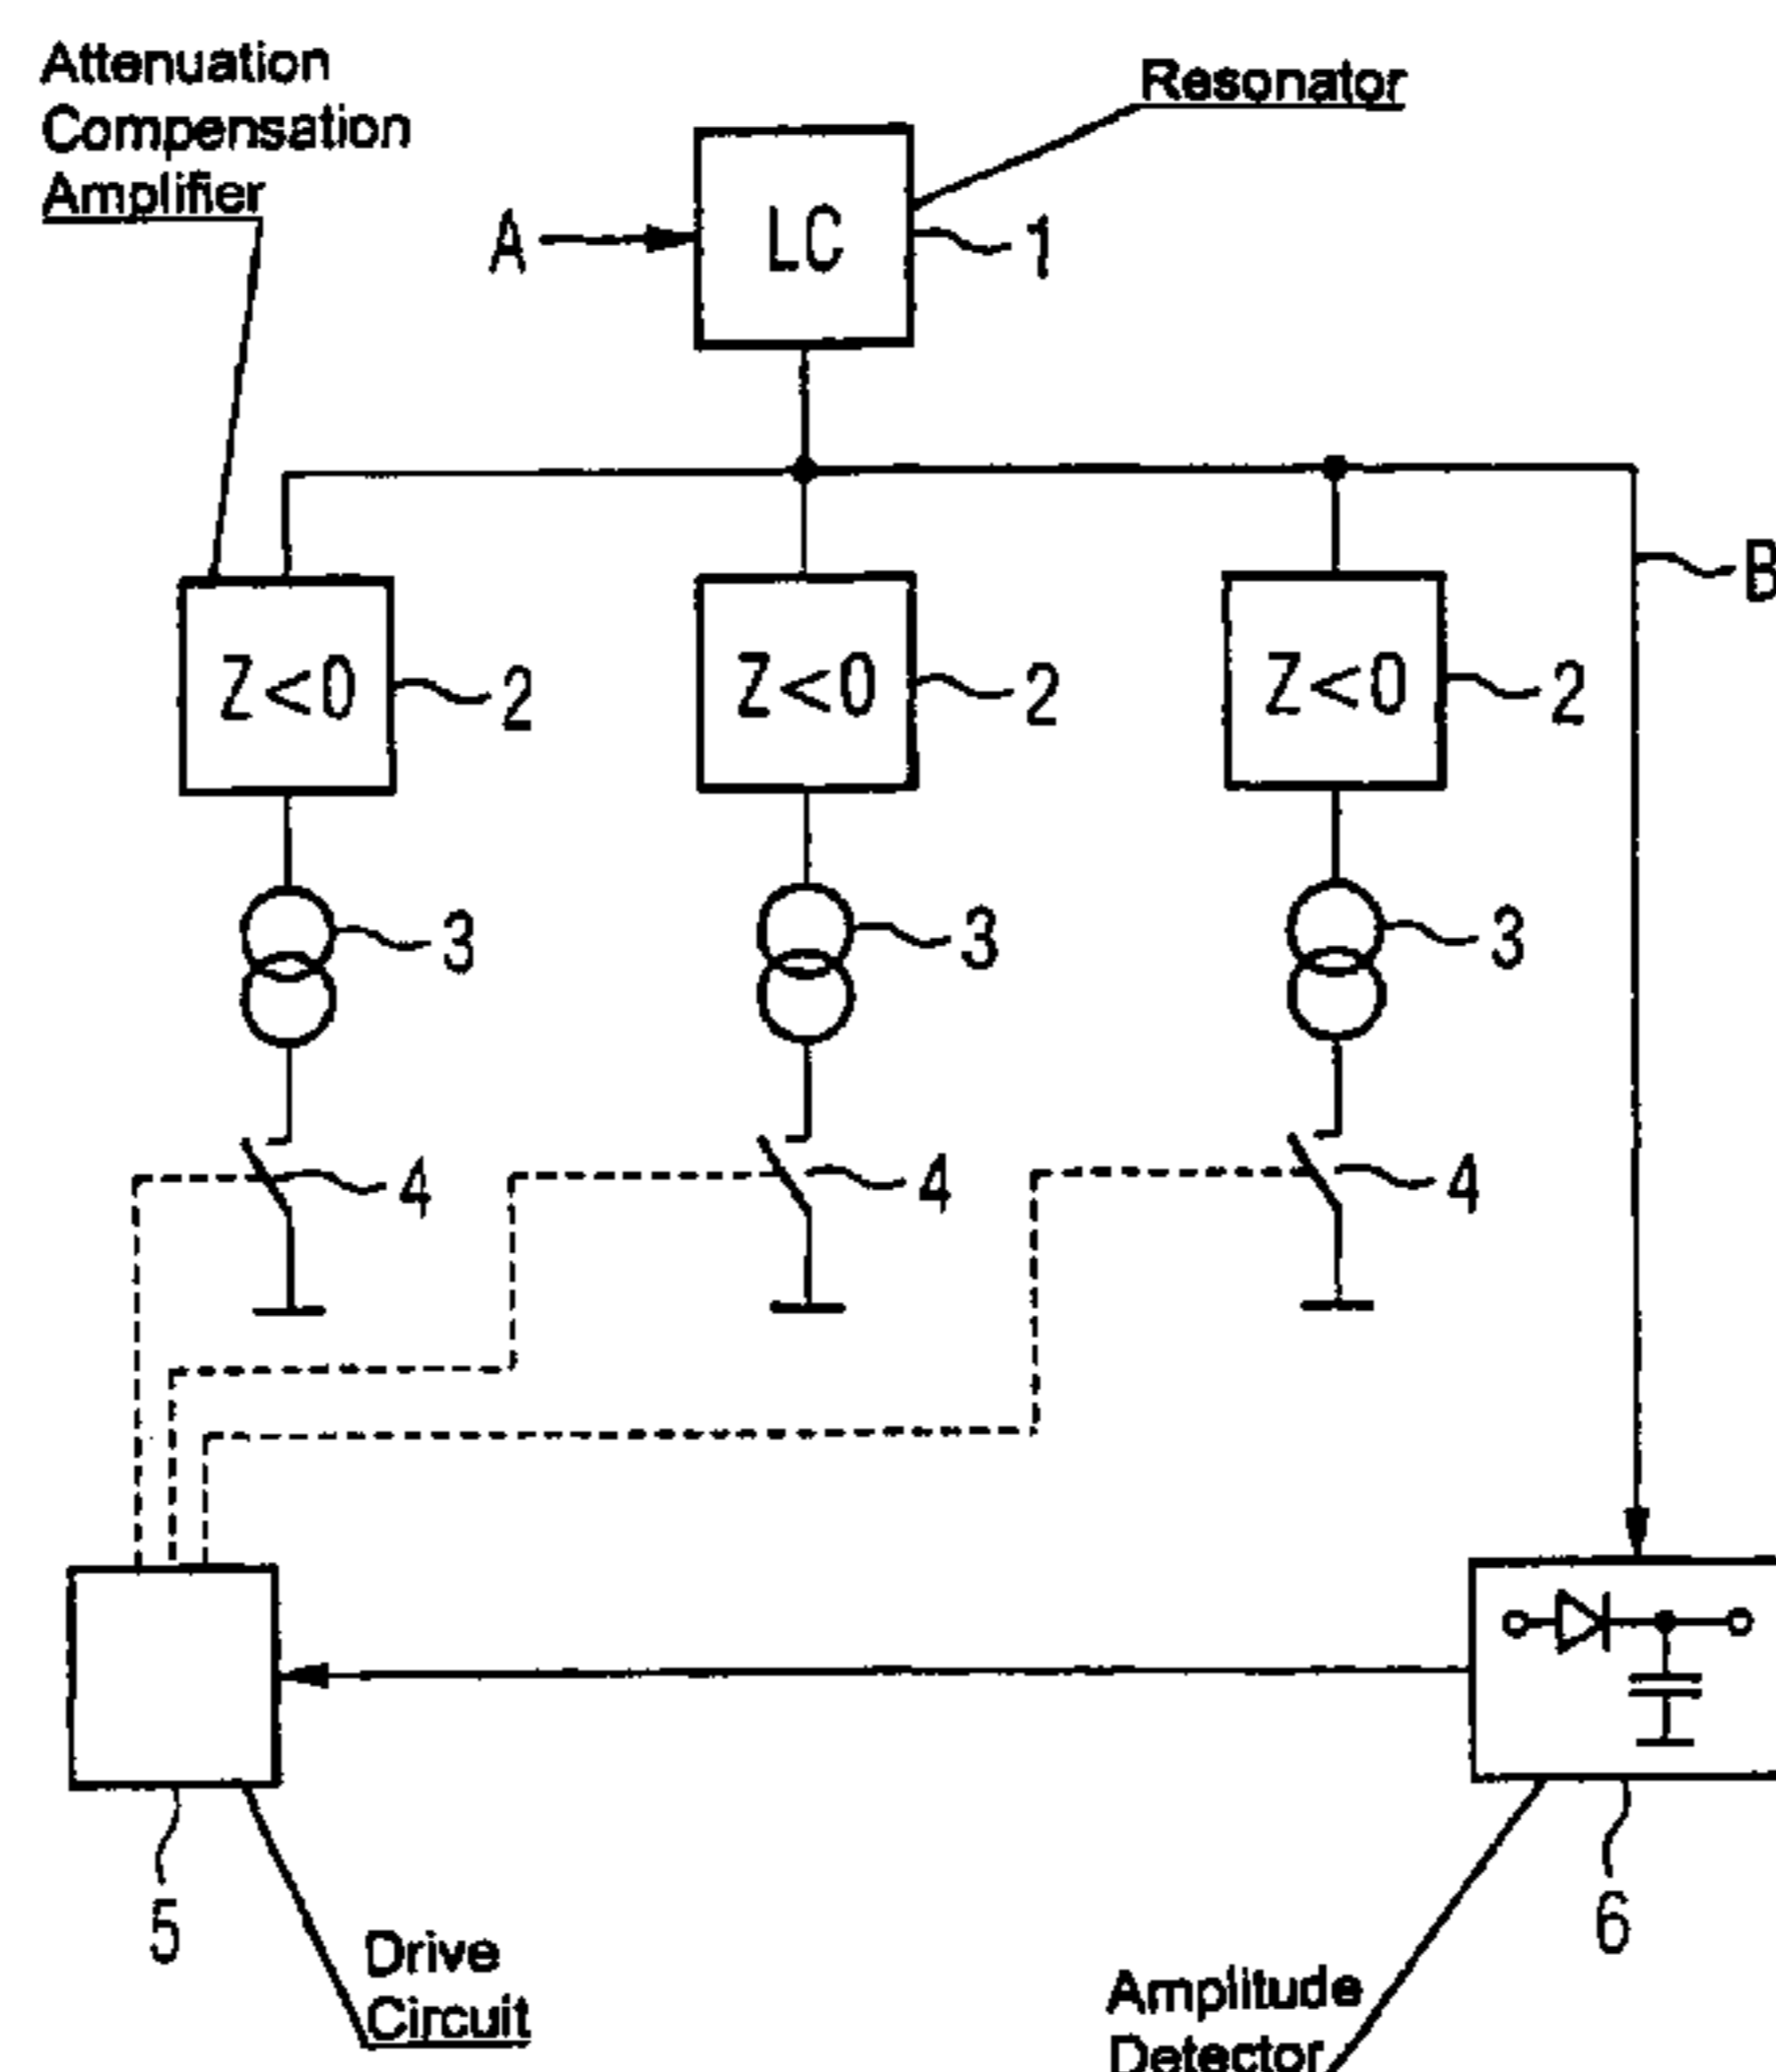 Attenuation
Compensation
Amplifier
Resonator
A
LC
1
B
Z<0
2
Z<0
2
Z<0
2
3
3
3
4
4
4
5
6
Drive
Circuit
Amplitude
Detector